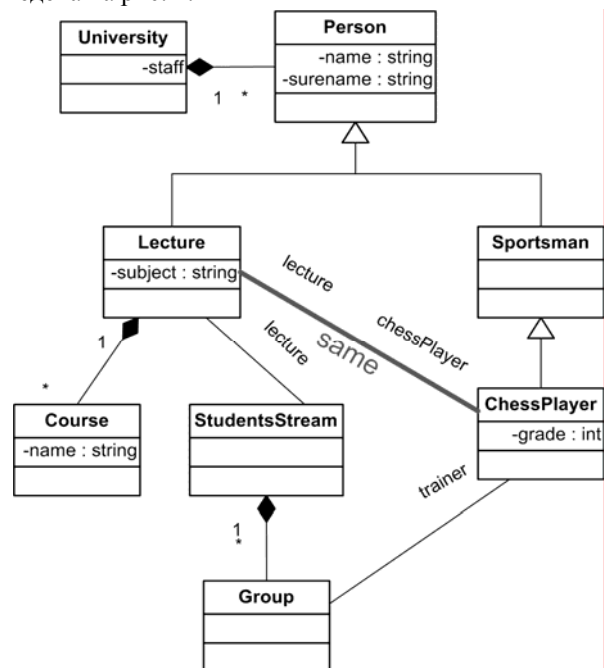 University
-staff
1 *
Person
-name : string
-surename : string
Lecture
-subject : string
Sportsman
lecture
chessPlayer
same
lecture
1
*
Course
-name : string
StudentsStream
ChessPlayer
-grade : int
trainer
1
*
Group